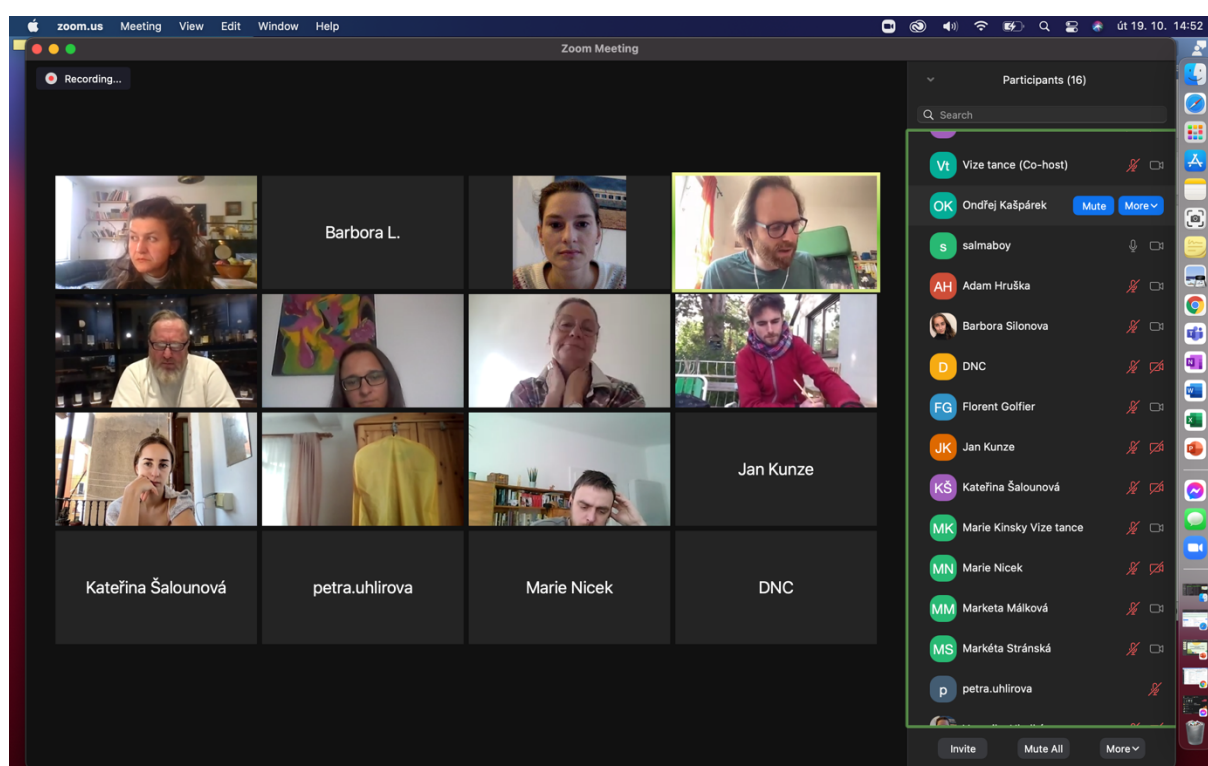 zoom.us Meeting View Edit Window Help
út 19. 10. 14:52
Zoom Meeting
Recording...
Barbora L.
Jan Kunze
Kateřina Šalounová
petra.uhlirova
Marie Nicek
DNC
Participants (16)
Search
Vt Vize tance (Co-host)
OK Ondřej Kašpárek Mute More
s salmaboy
AH Adam Hruška
Barbora Silonova
D DNC
FG Florent Golfier
JK Jan Kunze
KŠ Kateřina Šalounová
MK Marie Kinsky Vize tance
MN Marie Nicek
MM Marketa Málková
MS Markéta Stránská
p petra.uhlirova
Invite Mute All More